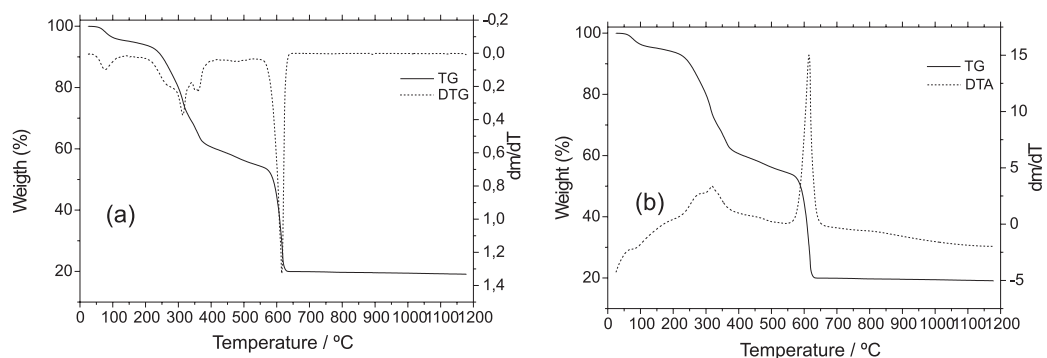 -0,2
100
0,0
TG
DTG
80
0,2
0,4
60
0,6
Weigth (%)
dm/dT
0,7
(a)
40
1,0
1,2
20
1,4
0 100 200 300 400 500 600 700 800 900 1000 1100 1200
Temperature / ºC
100
15
TG
DTA
80
10
60
5
Weight (%)
dm/dT
(b)
40
0
20
-5
0 100 200 300 400 500 600 700 800 900 1000 1100 1200
Temperature / ºC